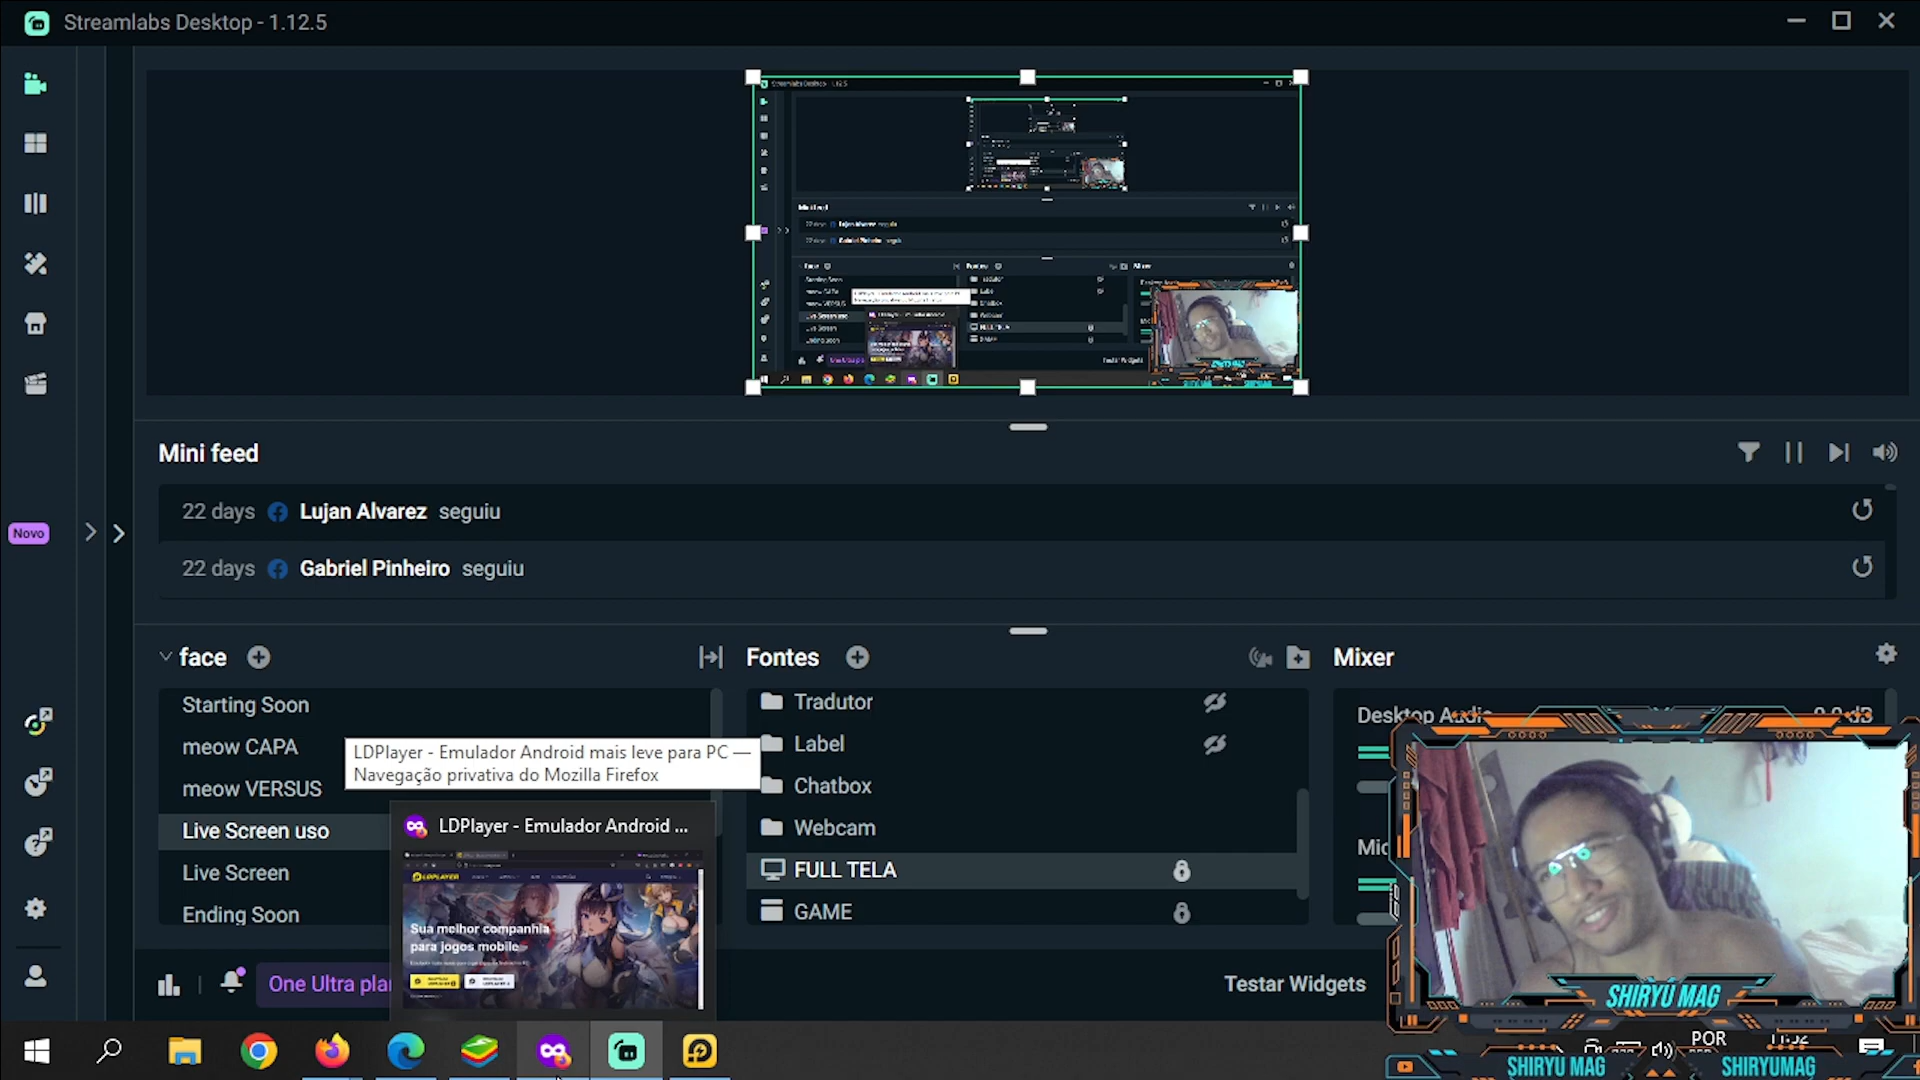 Streamlabs Desktop - 1.12.5
Mini feed
22 days Lujan Alvarez seguiu
22 days Gabriel Pinheiro seguiu
Novo
face
Starting Soon
meow CAPA
meow VERSUS
Live Screen uso
Live Screen
Ending Soon
LDPlayer - Emulador Android mais leve para PC —
Navegação privativa do Mozilla Firefox
LDPlayer - Emulador Android ...
LDPLAYER
Sua melhor companhia
para jogos mobile
Fontes
Tradutor
Label
Chatbox
Webcam
FULL TELA
GAME
Mixer
Desktop Audio
Mic
One Ultra plan
Testar Widgets
SHIRYÚ MAG
POR
SHIRYU MAG
SHIRYUMAG